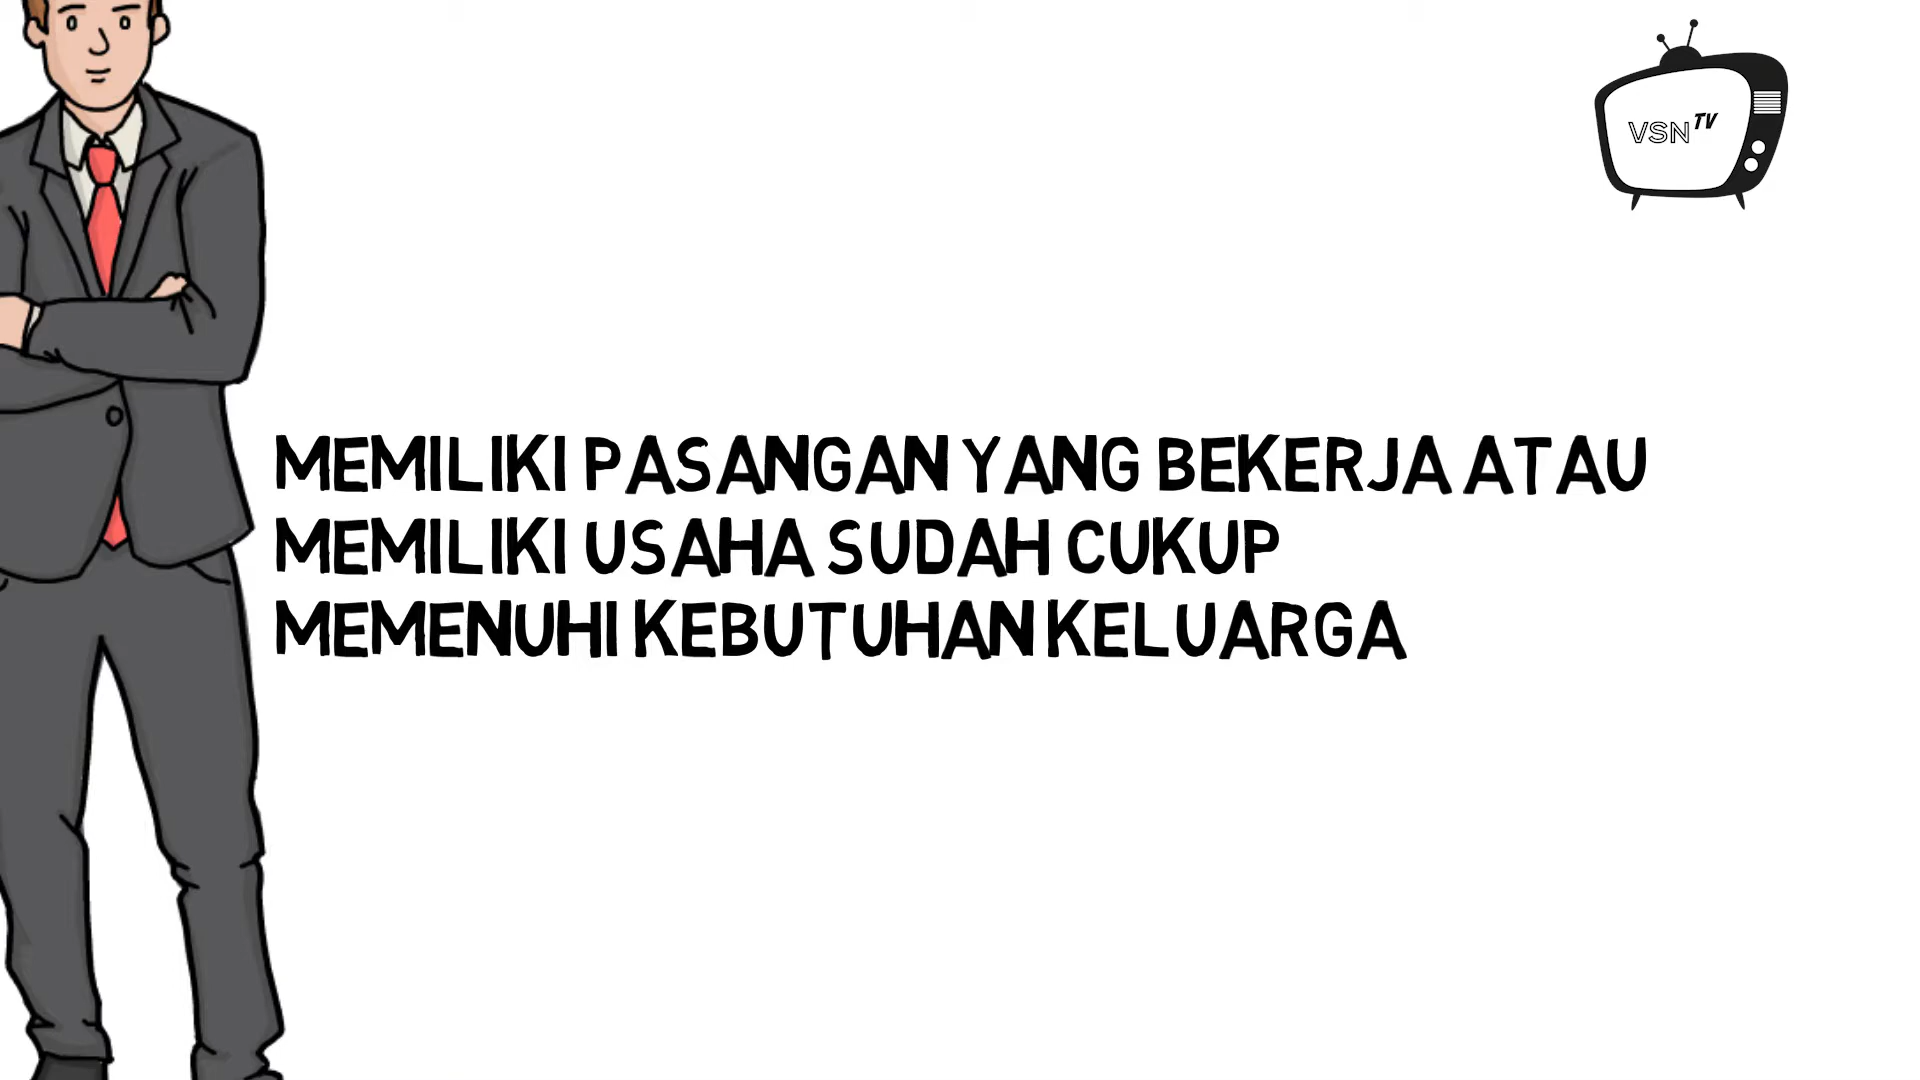 VSN TV
MEMILIKI PASANGAN YANG BEKERJA ATAU
MEMILIKI USAHA SUDAH CUKUP
MEMENUHI KEBUTUHAN KELUARGA